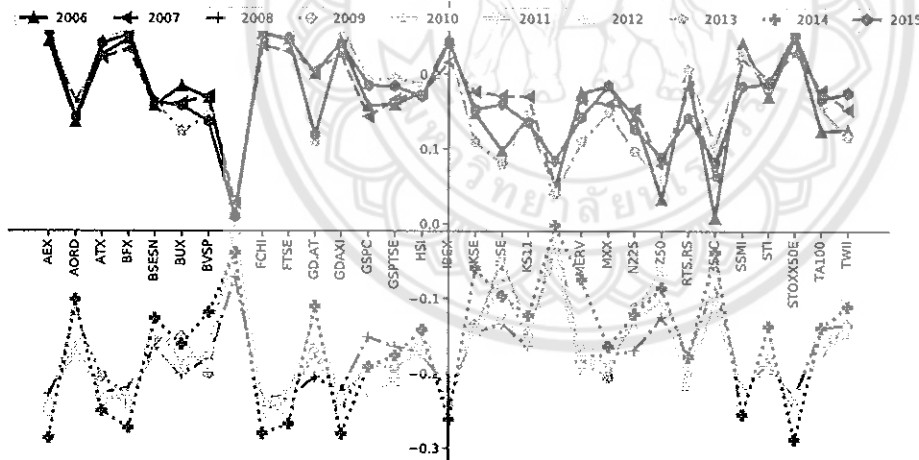 2006 2007 2008 2009 2010 2011 2012 2013 2014 2015
0.1
0.0
AEX AORD ATX BFX BSESN BUX BVSP FCHI FTSE GD.AT GDAXI GSPC GSPTSE HSI IBEX KSE KS11 MERV MXX N225 RTS.RS SSMI STI STOXX50E TA100 TWII
−0.1
−0.2
−0.3